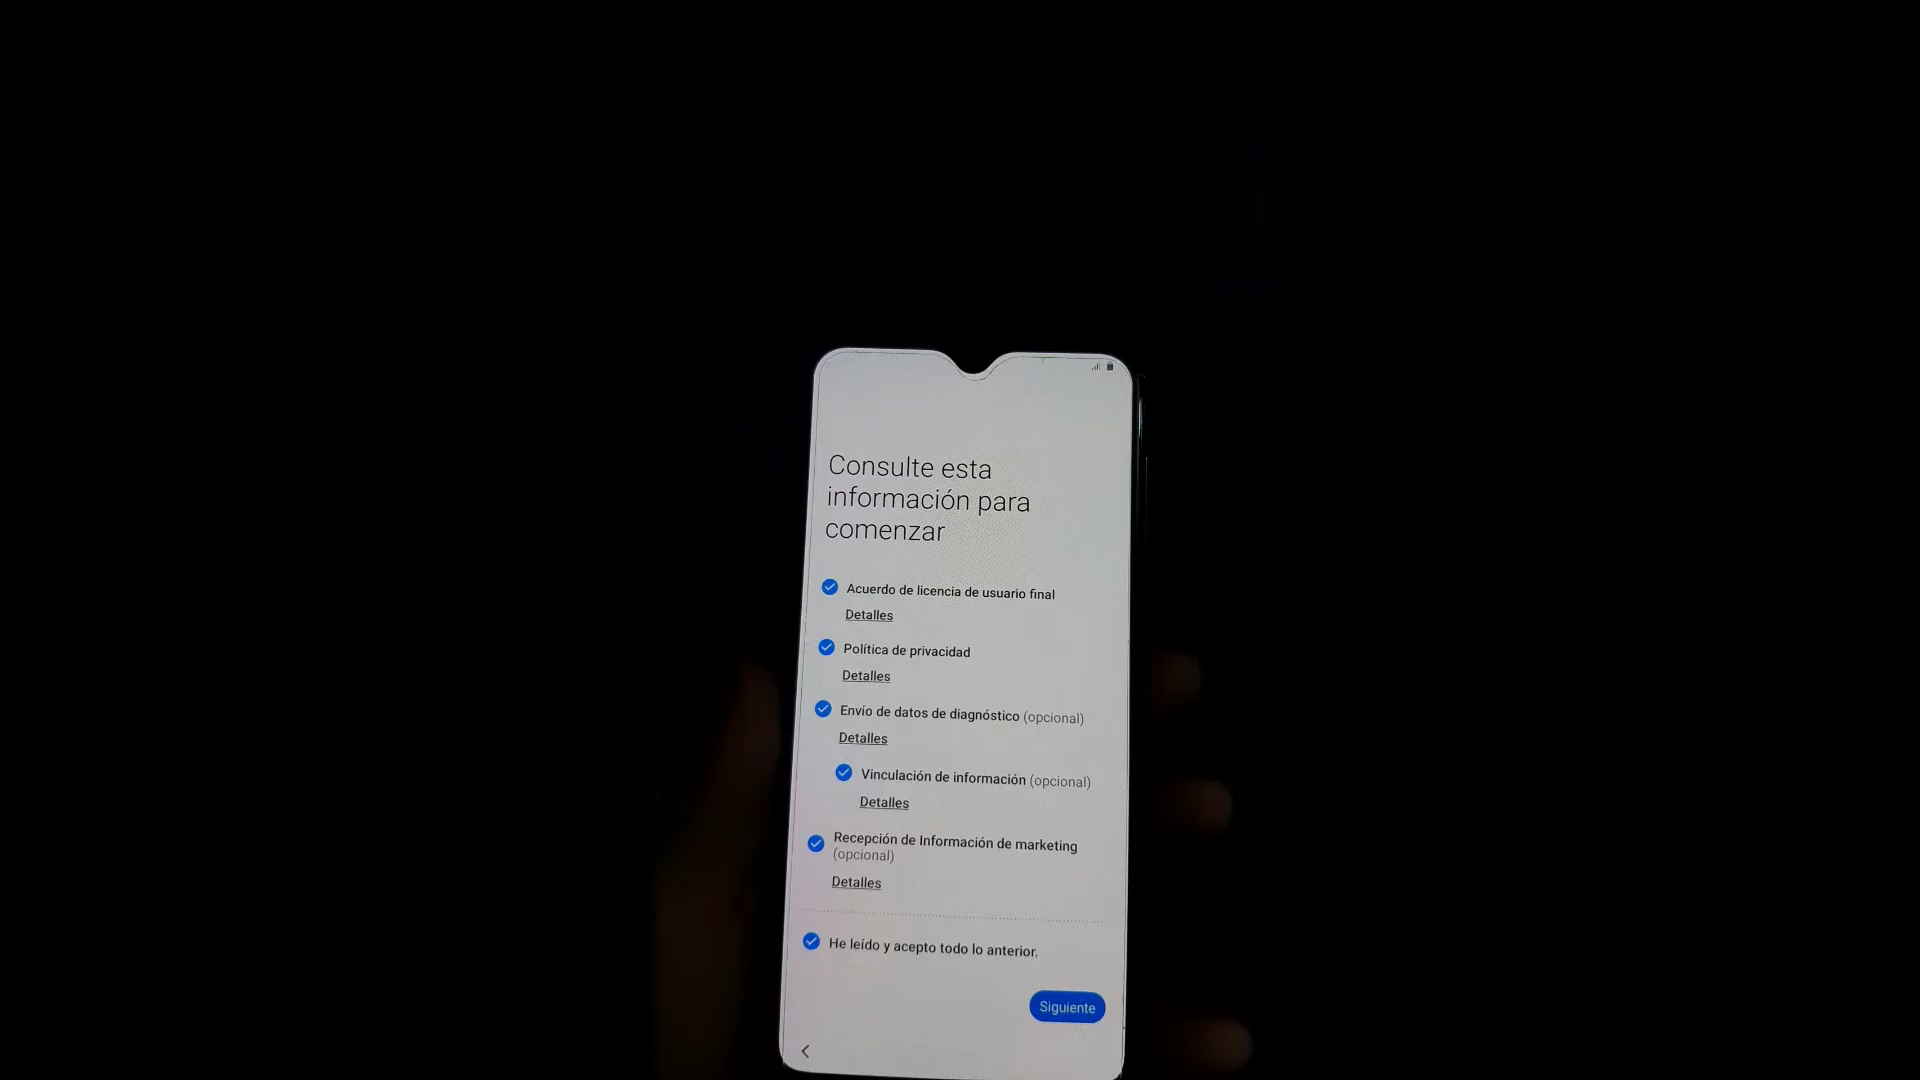 Consulte esta
información para
comenzar
Acuerdo de licencia de usuario final
Detalles
Política de privacidad
Detalles
Envío de datos de diagnóstico (opcional)
Detalles
Vinculación de información (opcional)
Detalles
Recepción de Información de marketing
(opcional)
Detalles
He leído y acepto todo lo anterior.
Siguiente